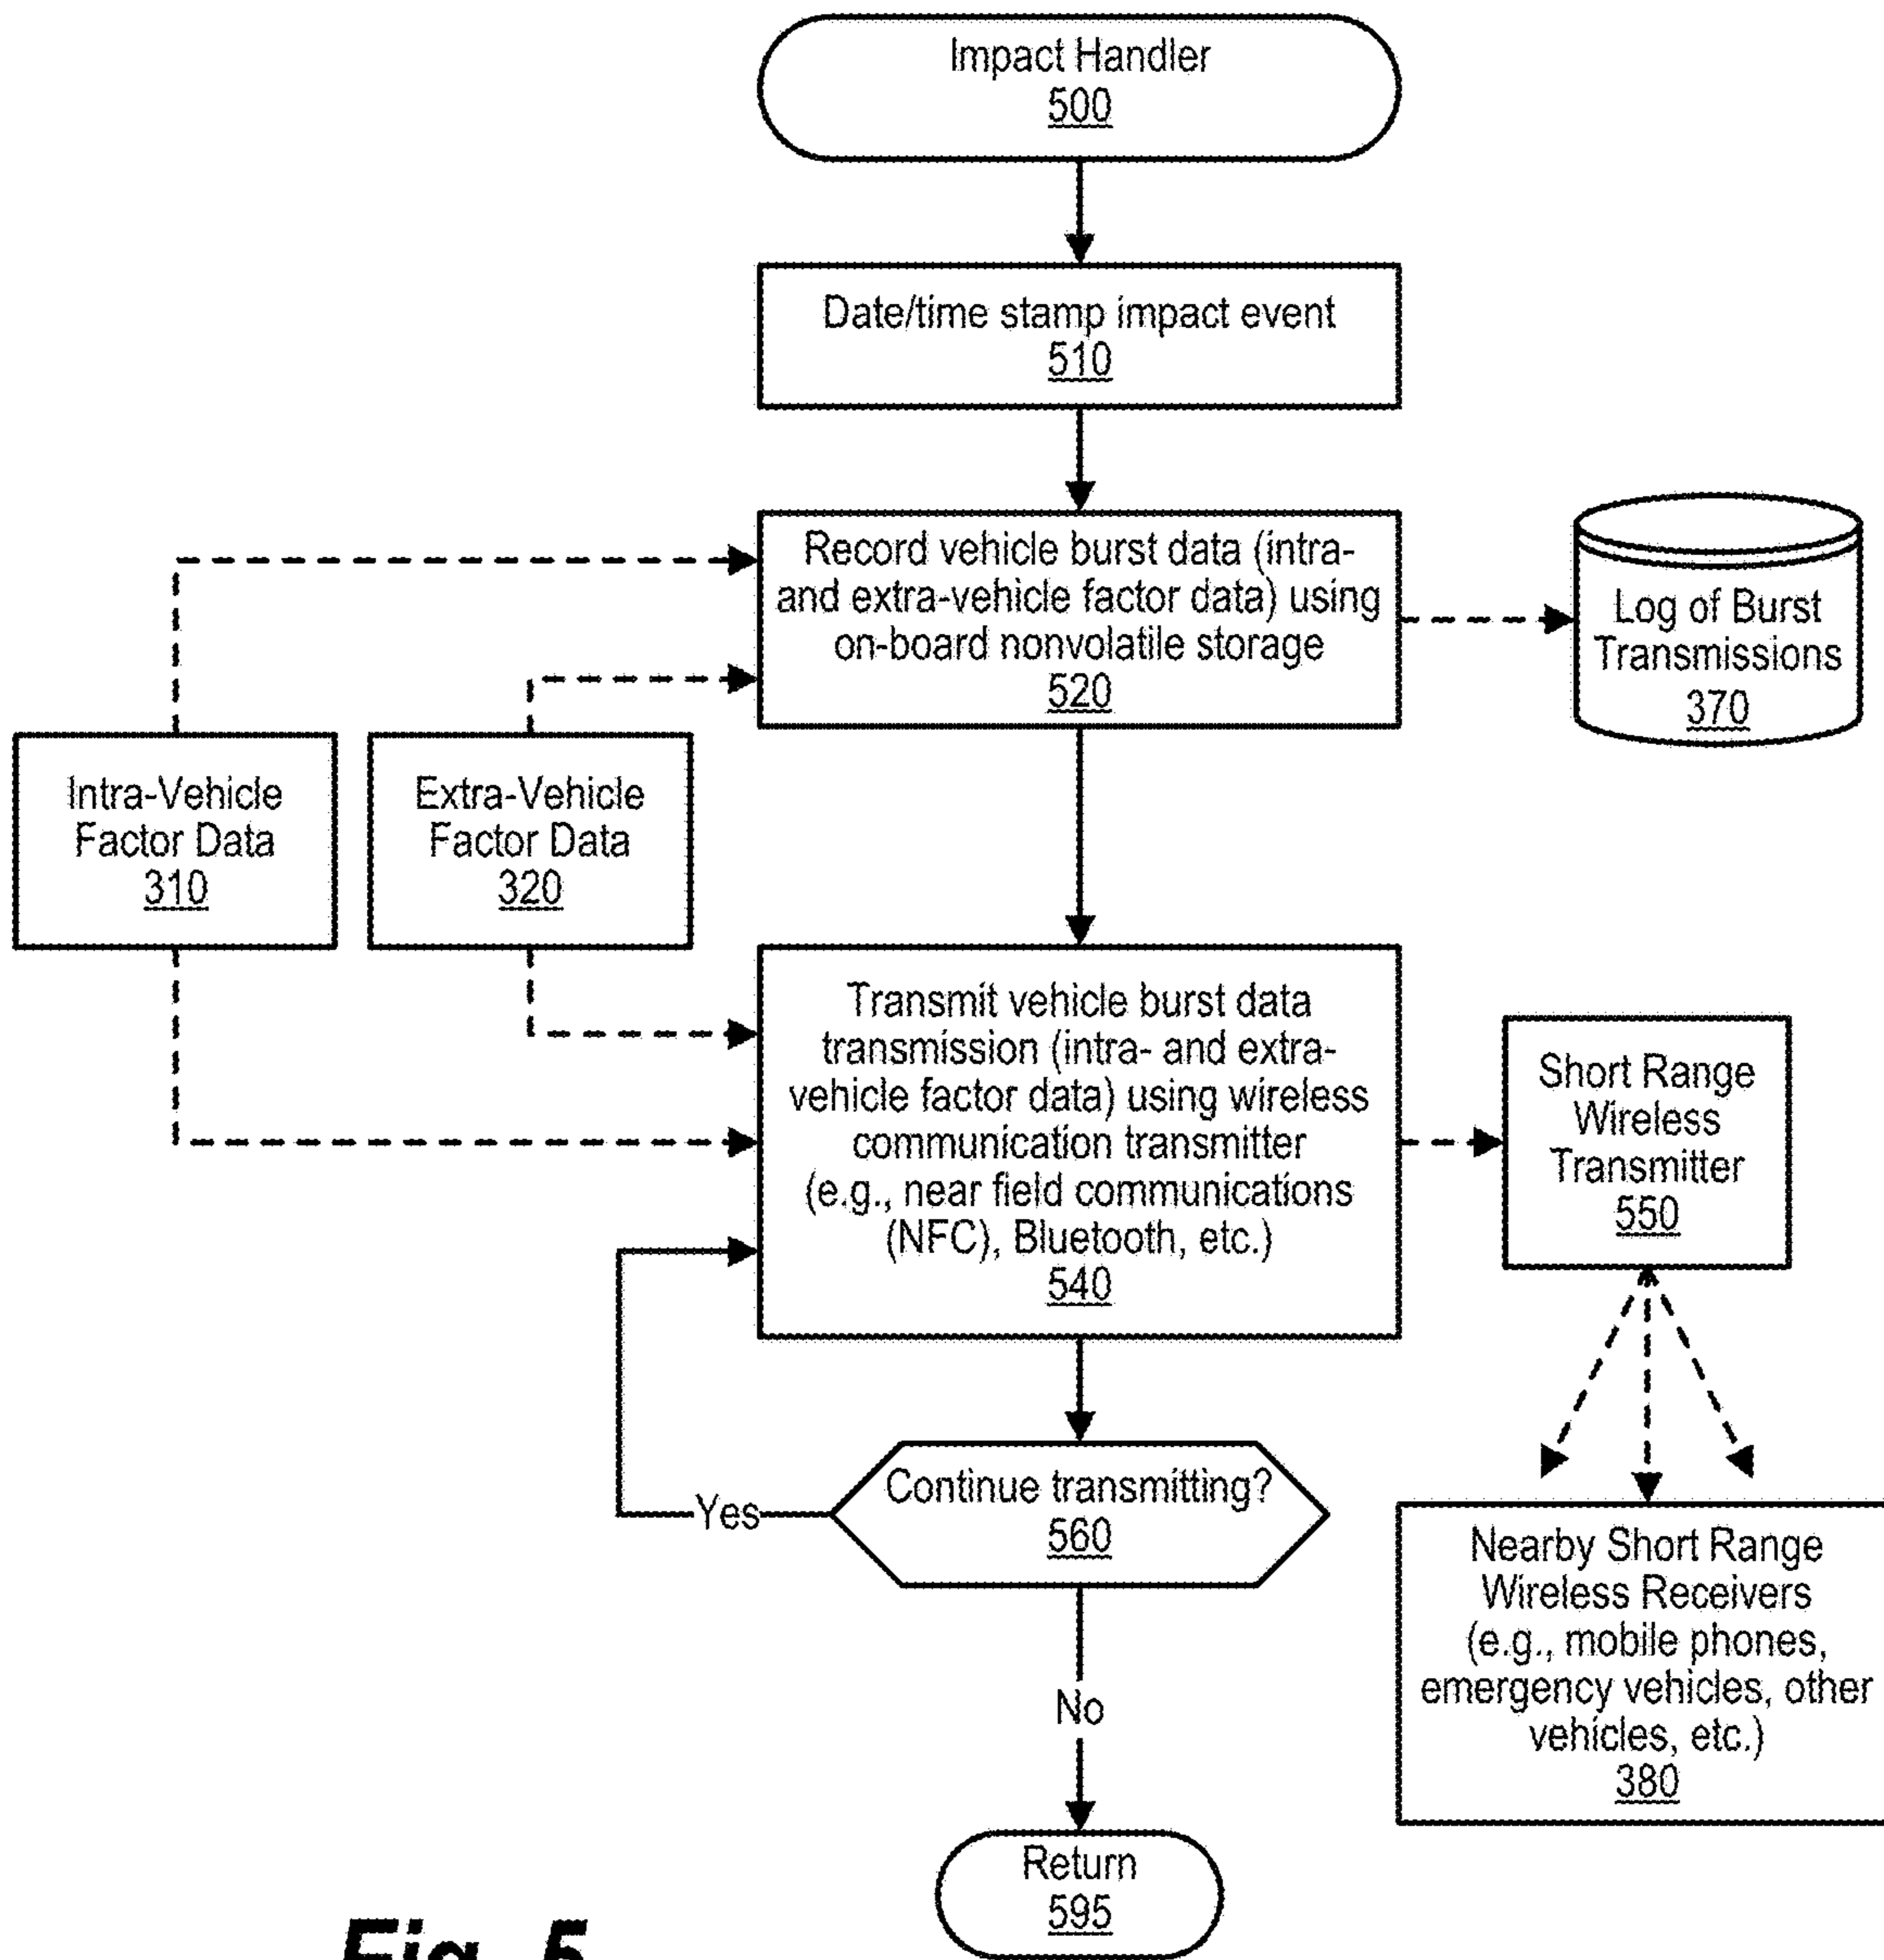 Impact Handler
500
Date/time stamp impact event
510
Record vehicle burst data (intra-
and extra-vehicle factor data) using
on-board nonvolatile storage
520
Log of Burst
Transmissions
370
Intra-Vehicle
Factor Data
310
Extra-Vehicle
Factor Data
320
Transmit vehicle burst data
transmission (intra- and extra-
vehicle factor data) using wireless
communication transmitter
(e.g., near field communications
(NFC), Bluetooth, etc.)
540
Short Range
Wireless
Transmitter
550
Continue transmitting?
560
Yes
No
Nearby Short Range
Wireless Receivers
(e.g., mobile phones,
emergency vehicles, other
vehicles, etc.)
380
Return
595
Fig. 5